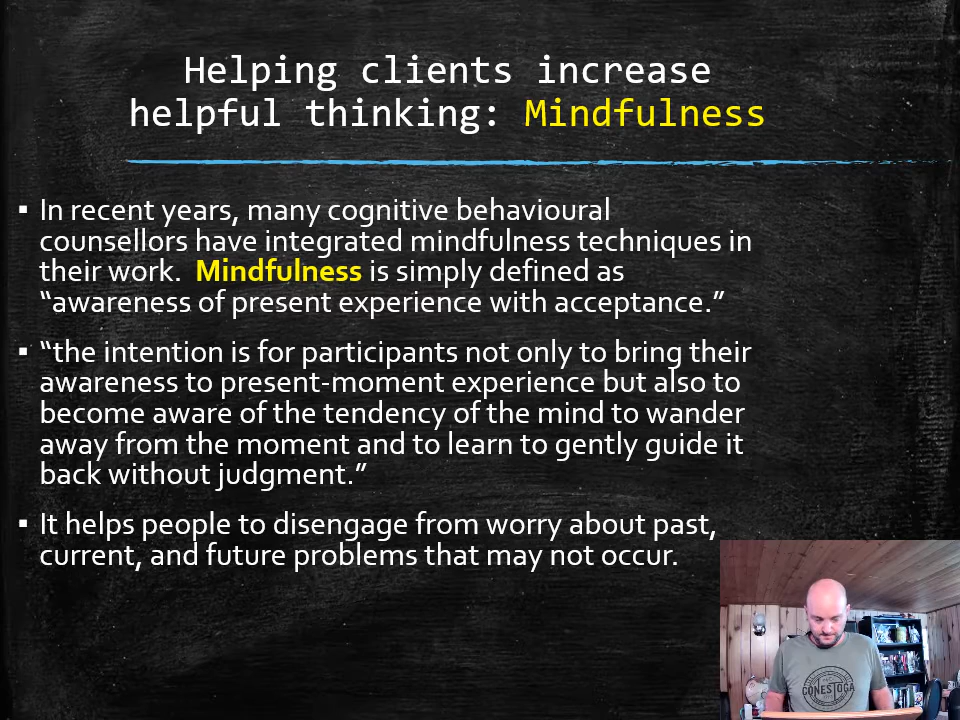 Helping clients increase
helpful thinking: Mindfulness
▪ In recent years, many cognitive behavioural
counsellors have integrated mindfulness techniques in
their work.  Mindfulness is simply defined as
“awareness of present experience with acceptance.”
▪ “the intention is for participants not only to bring their
awareness to present-moment experience but also to
become aware of the tendency of the mind to wander
away from the moment and to learn to gently guide it
back without judgment.”
▪ It helps people to disengage from worry about past,
current, and future problems that may not occur.
CONESTOGA